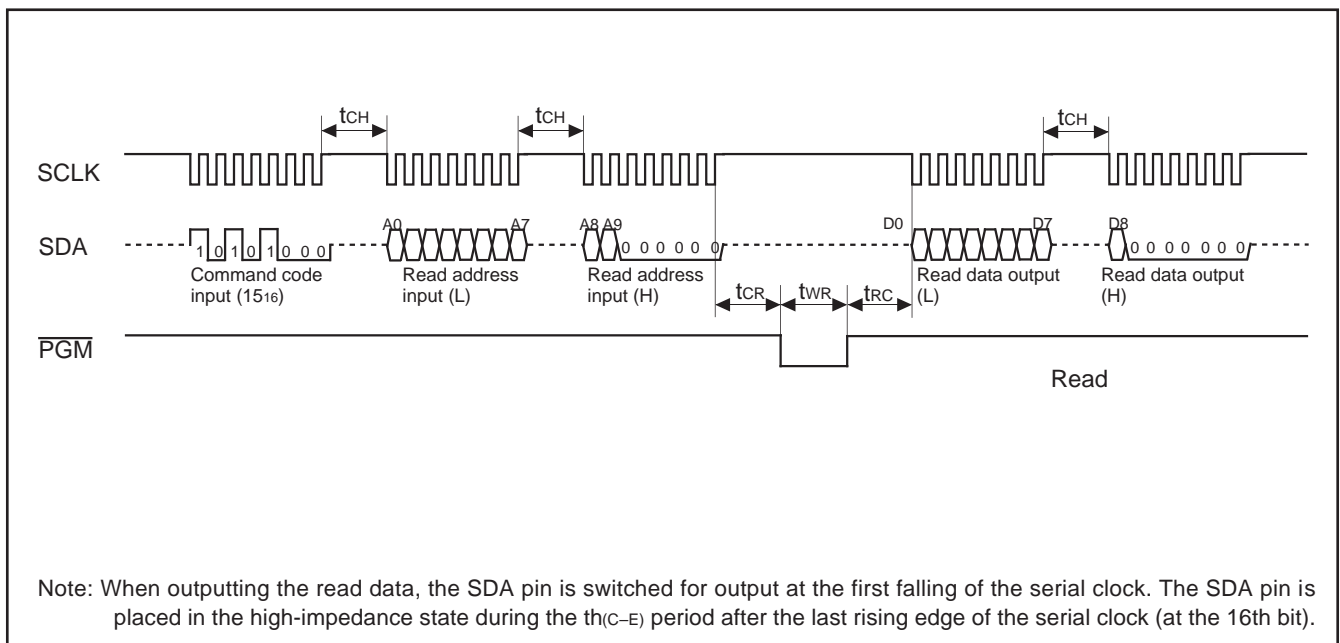 tCH tCH tCH
SCLK
A0 A7 A8 A9 D0 D7 D8
SDA
1 0 1 0 1 0 0 0 0 0 0 0 0 0 0 0 0 0 0 0 0
Command code input (1516)
Read address input (L)
Read address input (H)
Read data output (L)
Read data output (H)
tCR tWR tRC
PGM
Read
Note: When outputting the read data, the SDA pin is switched for output at the first falling of the serial clock. The SDA pin is
placed in the high-impedance state during the th(C–E) period after the last rising edge of the serial clock (at the 16th bit).